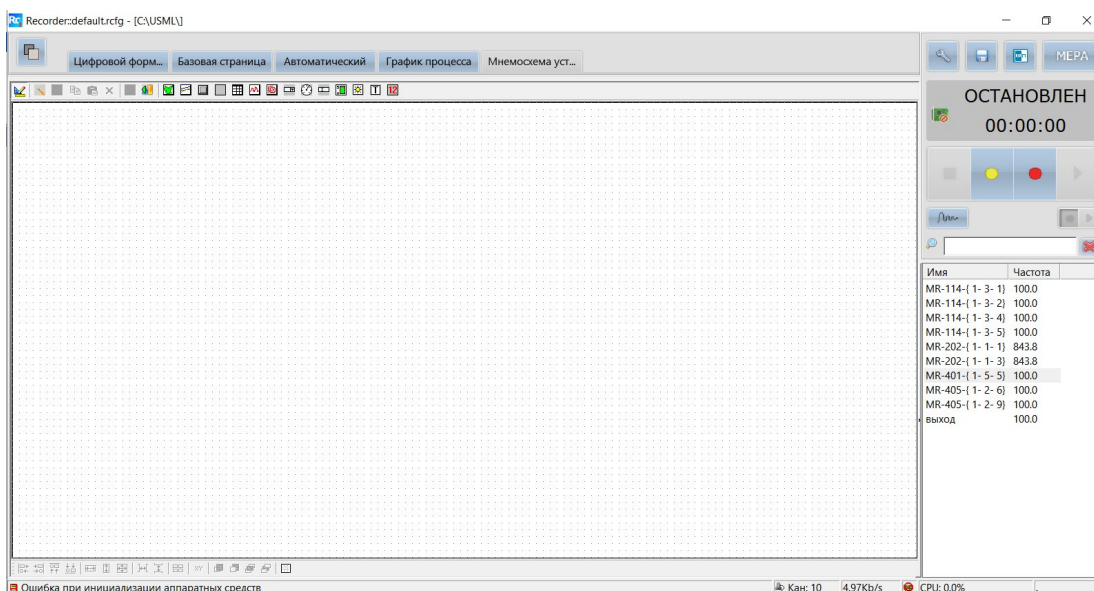 Rc Recorder::default.rcfg - [C:\USML\]
Цифровой форм... Базовая страница Автоматический График процесса Мнемосхема уст...
МЕРА
ОСТАНОВЛЕН
00:00:00
Имя Частота
MR-114-{ 1- 3- 1} 100.0
MR-114-{ 1- 3- 2} 100.0
MR-114-{ 1- 3- 4} 100.0
MR-114-{ 1- 3- 5} 100.0
MR-202-{ 1- 1- 1} 843.8
MR-202-{ 1- 1- 3} 843.8
MR-401-{ 1- 5- 5} 100.0
MR-405-{ 1- 2- 6} 100.0
MR-405-{ 1- 2- 9} 100.0
выход 100.0
Ошибка при инициализации аппаратных средств Кан: 10 4.97Kb/s CPU: 0.0%